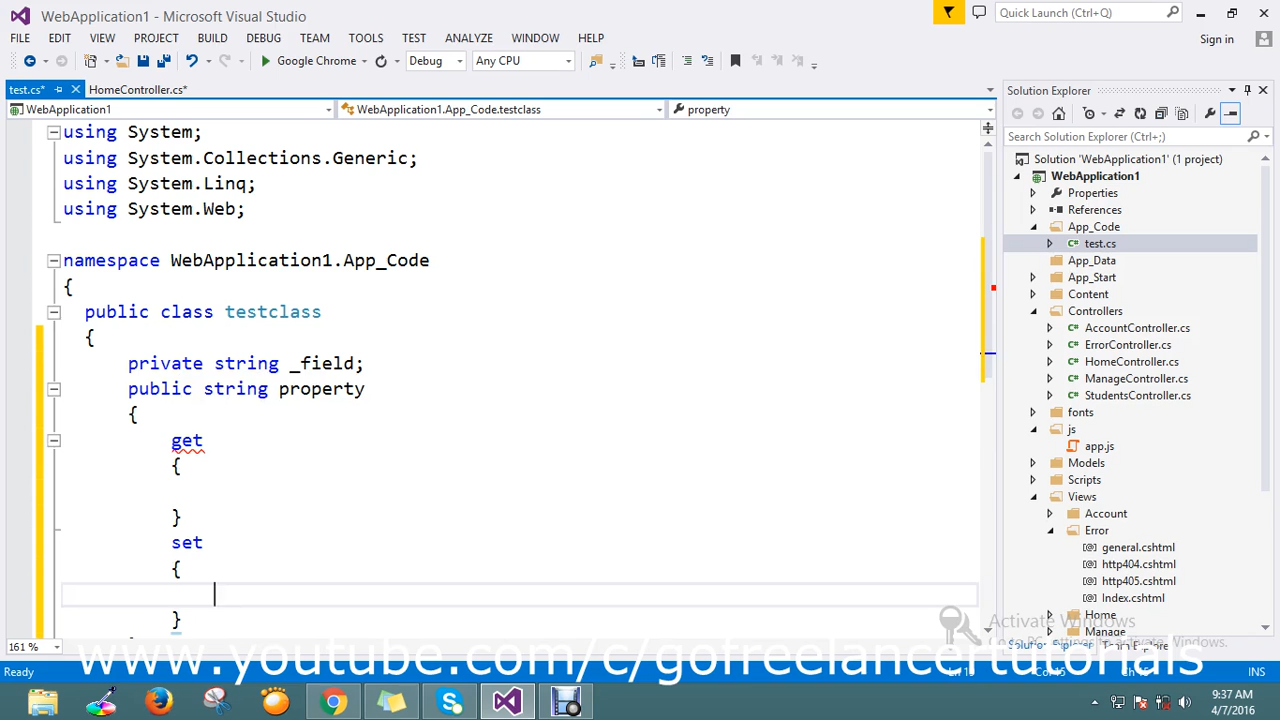 WebApplication1 - Microsoft Visual Studio
Quick Launch (Ctrl+Q)
FILE EDIT VIEW PROJECT BUILD DEBUG TEAM TOOLS TEST ANALYZE WINDOW HELP
Sign in
Google Chrome
Debug
Any CPU
test.cs*
HomeController.cs*
WebApplication1
WebApplication1.App_Code.testclass
property
using System;
using System.Collections.Generic;
using System.Linq;
using System.Web;
namespace WebApplication1.App_Code
{
public class testclass
{
private string _field;
public string property
{
get
{
}
set
{
}
161 %
Solution Explorer
Search Solution Explorer (Ctrl+;)
Solution 'WebApplication1' (1 project)
WebApplication1
Properties
References
App_Code
test.cs
App_Data
App_Start
Content
Controllers
AccountController.cs
ErrorController.cs
HomeController.cs
ManageController.cs
StudentsController.cs
fonts
js
app.js
Models
Scripts
Views
Account
Error
general.cshtml
http404.cshtml
http405.cshtml
Index.cshtml
Home
Manage
Activate Windows
Solution Explorer
www.youtube.com/c/gofreelancertutorials
Ready
INS
9:37 AM
4/7/2016